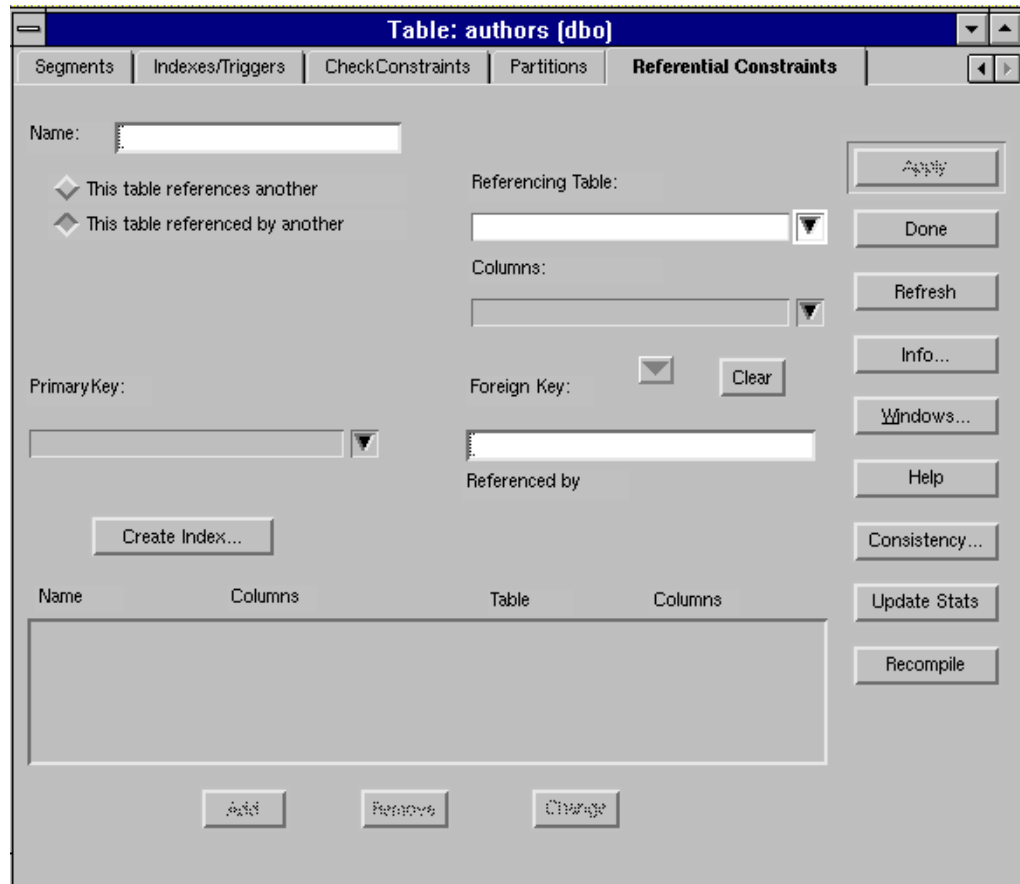 Table: authors (dbo)
Segments Indexes/Triggers CheckConstraints Partitions Referential Constraints
Name:
This table references another
This table referenced by another
Referencing Table:
Columns:
PrimaryKey:
Foreign Key:
Clear
Referenced by
Create Index...
Name Columns Table Columns
Add Remove Change
Apply
Done
Refresh
Info...
Windows...
Help
Consistency...
Update Stats
Recompile